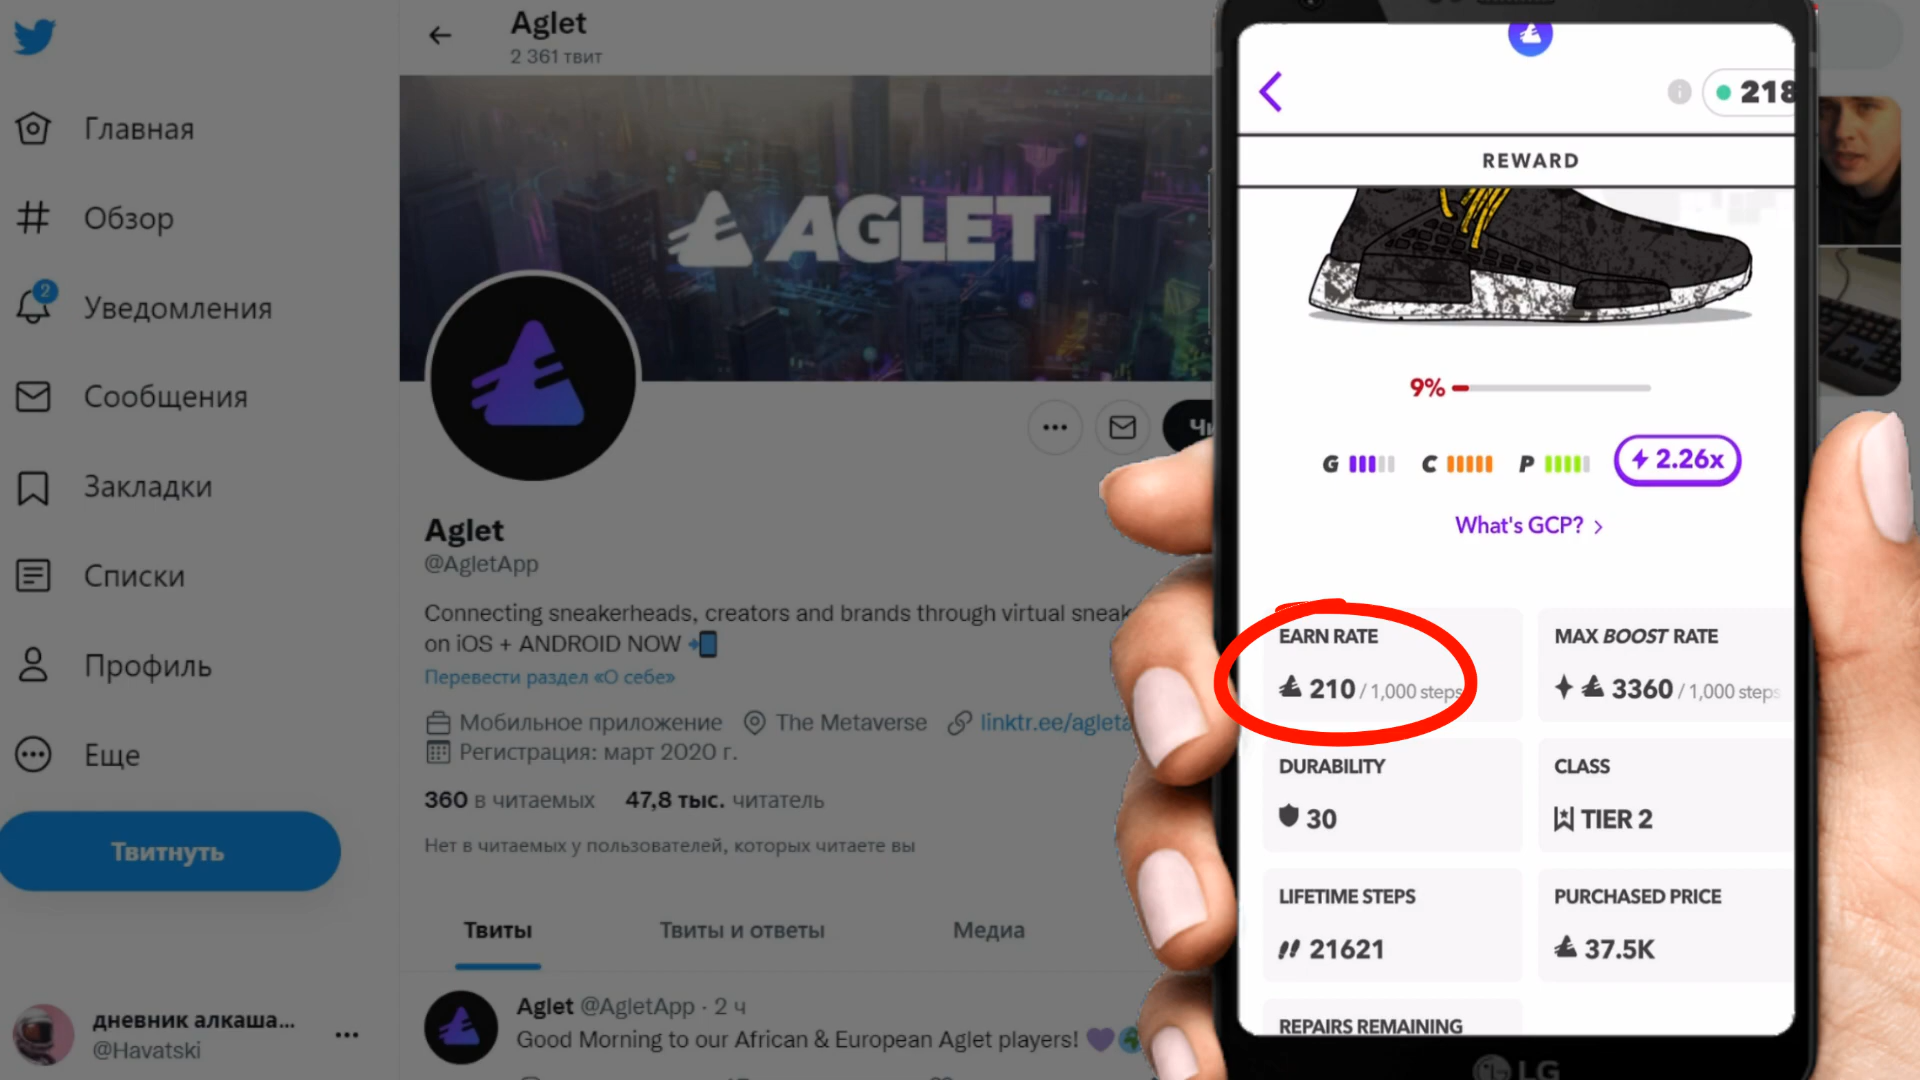 Главная
Обзор
2
Уведомления
Сообщения
Закладки
Списки
Профиль
Еще
Твитнуть
дневник алкаша...
@Havatski
Aglet
2 361 твит
AGLET
Aglet
@AgletApp
Connecting sneakerheads, creators and brands through virtual
on iOS + ANDROID NOW
Перевести раздел «О себе»
Мобильное приложение The Metaverse
Регистрация: март 2020 г.
360 в читаемых 47,8 тыс. читатель
Нет в читаемых у пользователей, которых читаете вы
Твиты Твиты и ответы Медиа
Aglet @AgletApp · 2 ч
Good Morning to our African & European Aglet players!
218
REWARD
9%
G C P 2.26x
What's GCP? >
EARN RATE
210 / 1,000 steps
MAX BOOST RATE
3360 / 1,000 steps
DURABILITY
30
CLASS
TIER 2
LIFETIME STEPS
21621
PURCHASED PRICE
37.5K
REPAIRS REMAINING
LG